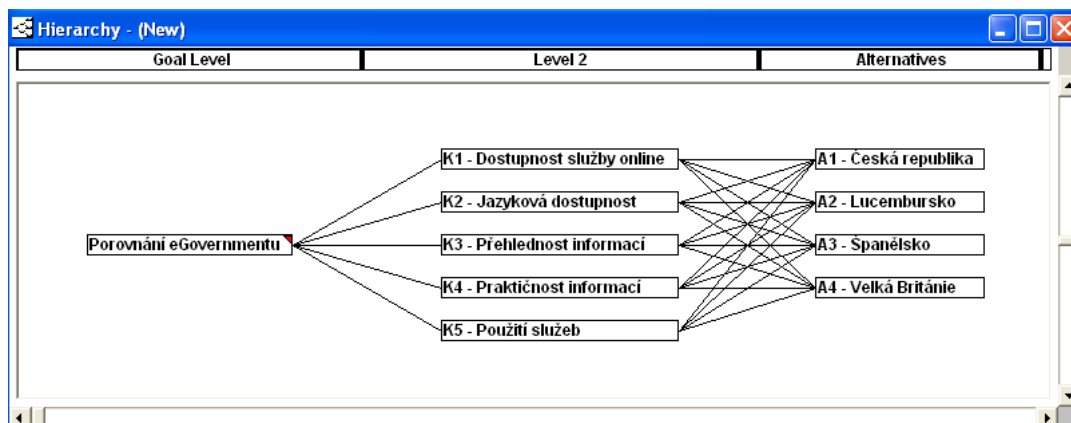 Hierarchy - (New)
Goal Level Level 2 Alternatives
K1 - Dostupnost služby online A1 - Česká republika
K2 - Jazyková dostupnost A2 - Lucembursko
Porovnání eGovernmentu K3 - Přehlednost informací A3 - Španělsko
K4 - Praktičnost informací A4 - Velká Británie
K5 - Použití služeb